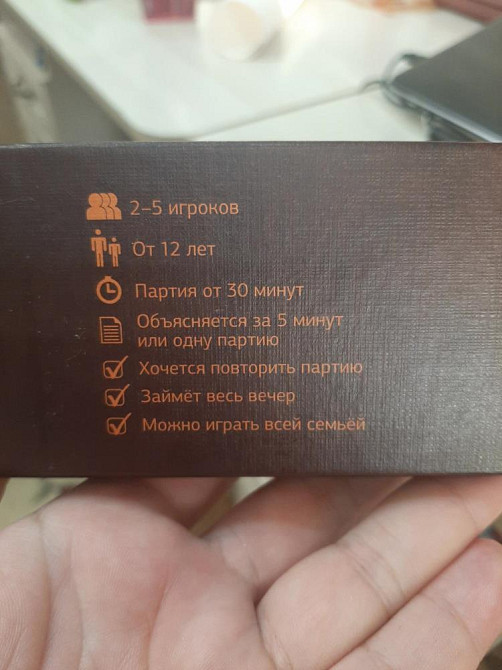 2–5 игроков
От 12 лет
Партия от 30 минут
Объясняется за 5 минут
или одну партию
Хочется повторить партию
Займёт весь вечер
Можно играть всей семьёй